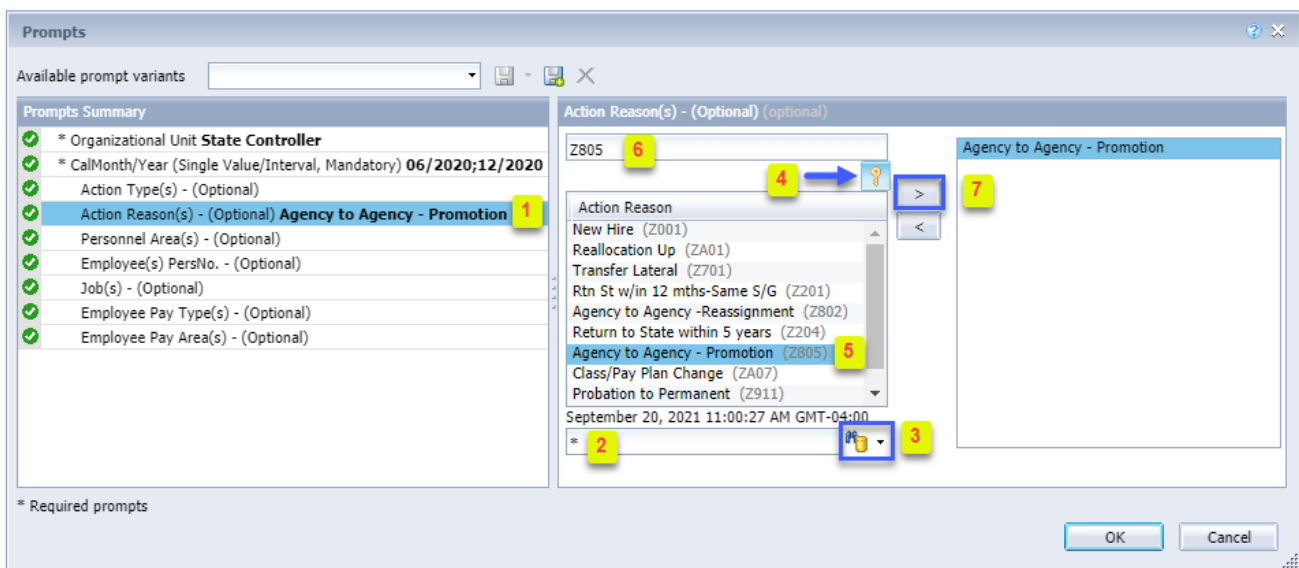 Prompts
Available prompt variants
Prompts Summary
* Organizational Unit State Controller
* CalMonth/Year (Single Value/Interval, Mandatory) 06/2020;12/2020
Action Type(s) - (Optional)
Action Reason(s) - (Optional) Agency to Agency - Promotion 1
Personnel Area(s) - (Optional)
Employee(s) PersNo. - (Optional)
Job(s) - (Optional)
Employee Pay Type(s) - (Optional)
Employee Pay Area(s) - (Optional)
Action Reason(s) - (Optional) (optional)
Z805 6
4
Action Reason
New Hire (Z001)
Reallocation Up (ZA01)
Transfer Lateral (Z701)
Rtn St w/in 12 mths-Same S/G (Z201)
Agency to Agency -Reassignment (Z802)
Return to State within 5 years (Z204)
Agency to Agency - Promotion (Z805) 5
Class/Pay Plan Change (ZA07)
Probation to Permanent (Z911)
September 20, 2021 11:00:27 AM GMT-04:00
* 2 3
> 7
<
Agency to Agency - Promotion
* Required prompts
OK Cancel